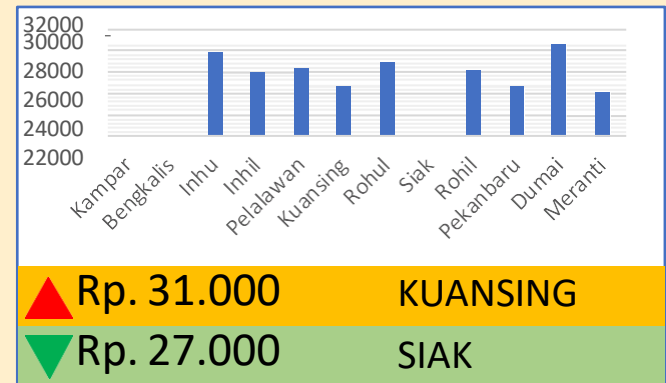 32000
30000
28000
26000
24000
22000
Kampar
Bengkalis
Inhu
Inhil
Pelalawan
Kuansing
Rohul
Siak
Rohil
Pekanbaru
Dumai
Meranti
Rp. 31.000 KUANSING
Rp. 27.000 SIAK